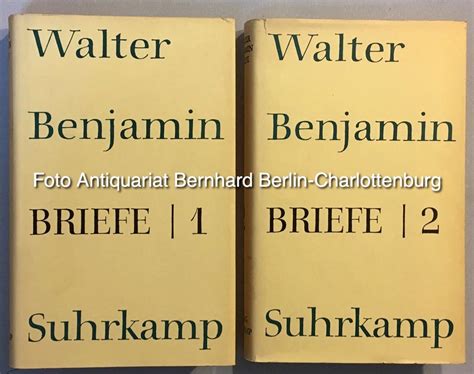 Walter
Benjamin
BRIEFE | 1
Suhrkamp
Walter
Benjamin
BRIEFE | 2
Suhrkamp
Foto Antiquariat Bernhard Berlin-Charlottenburg